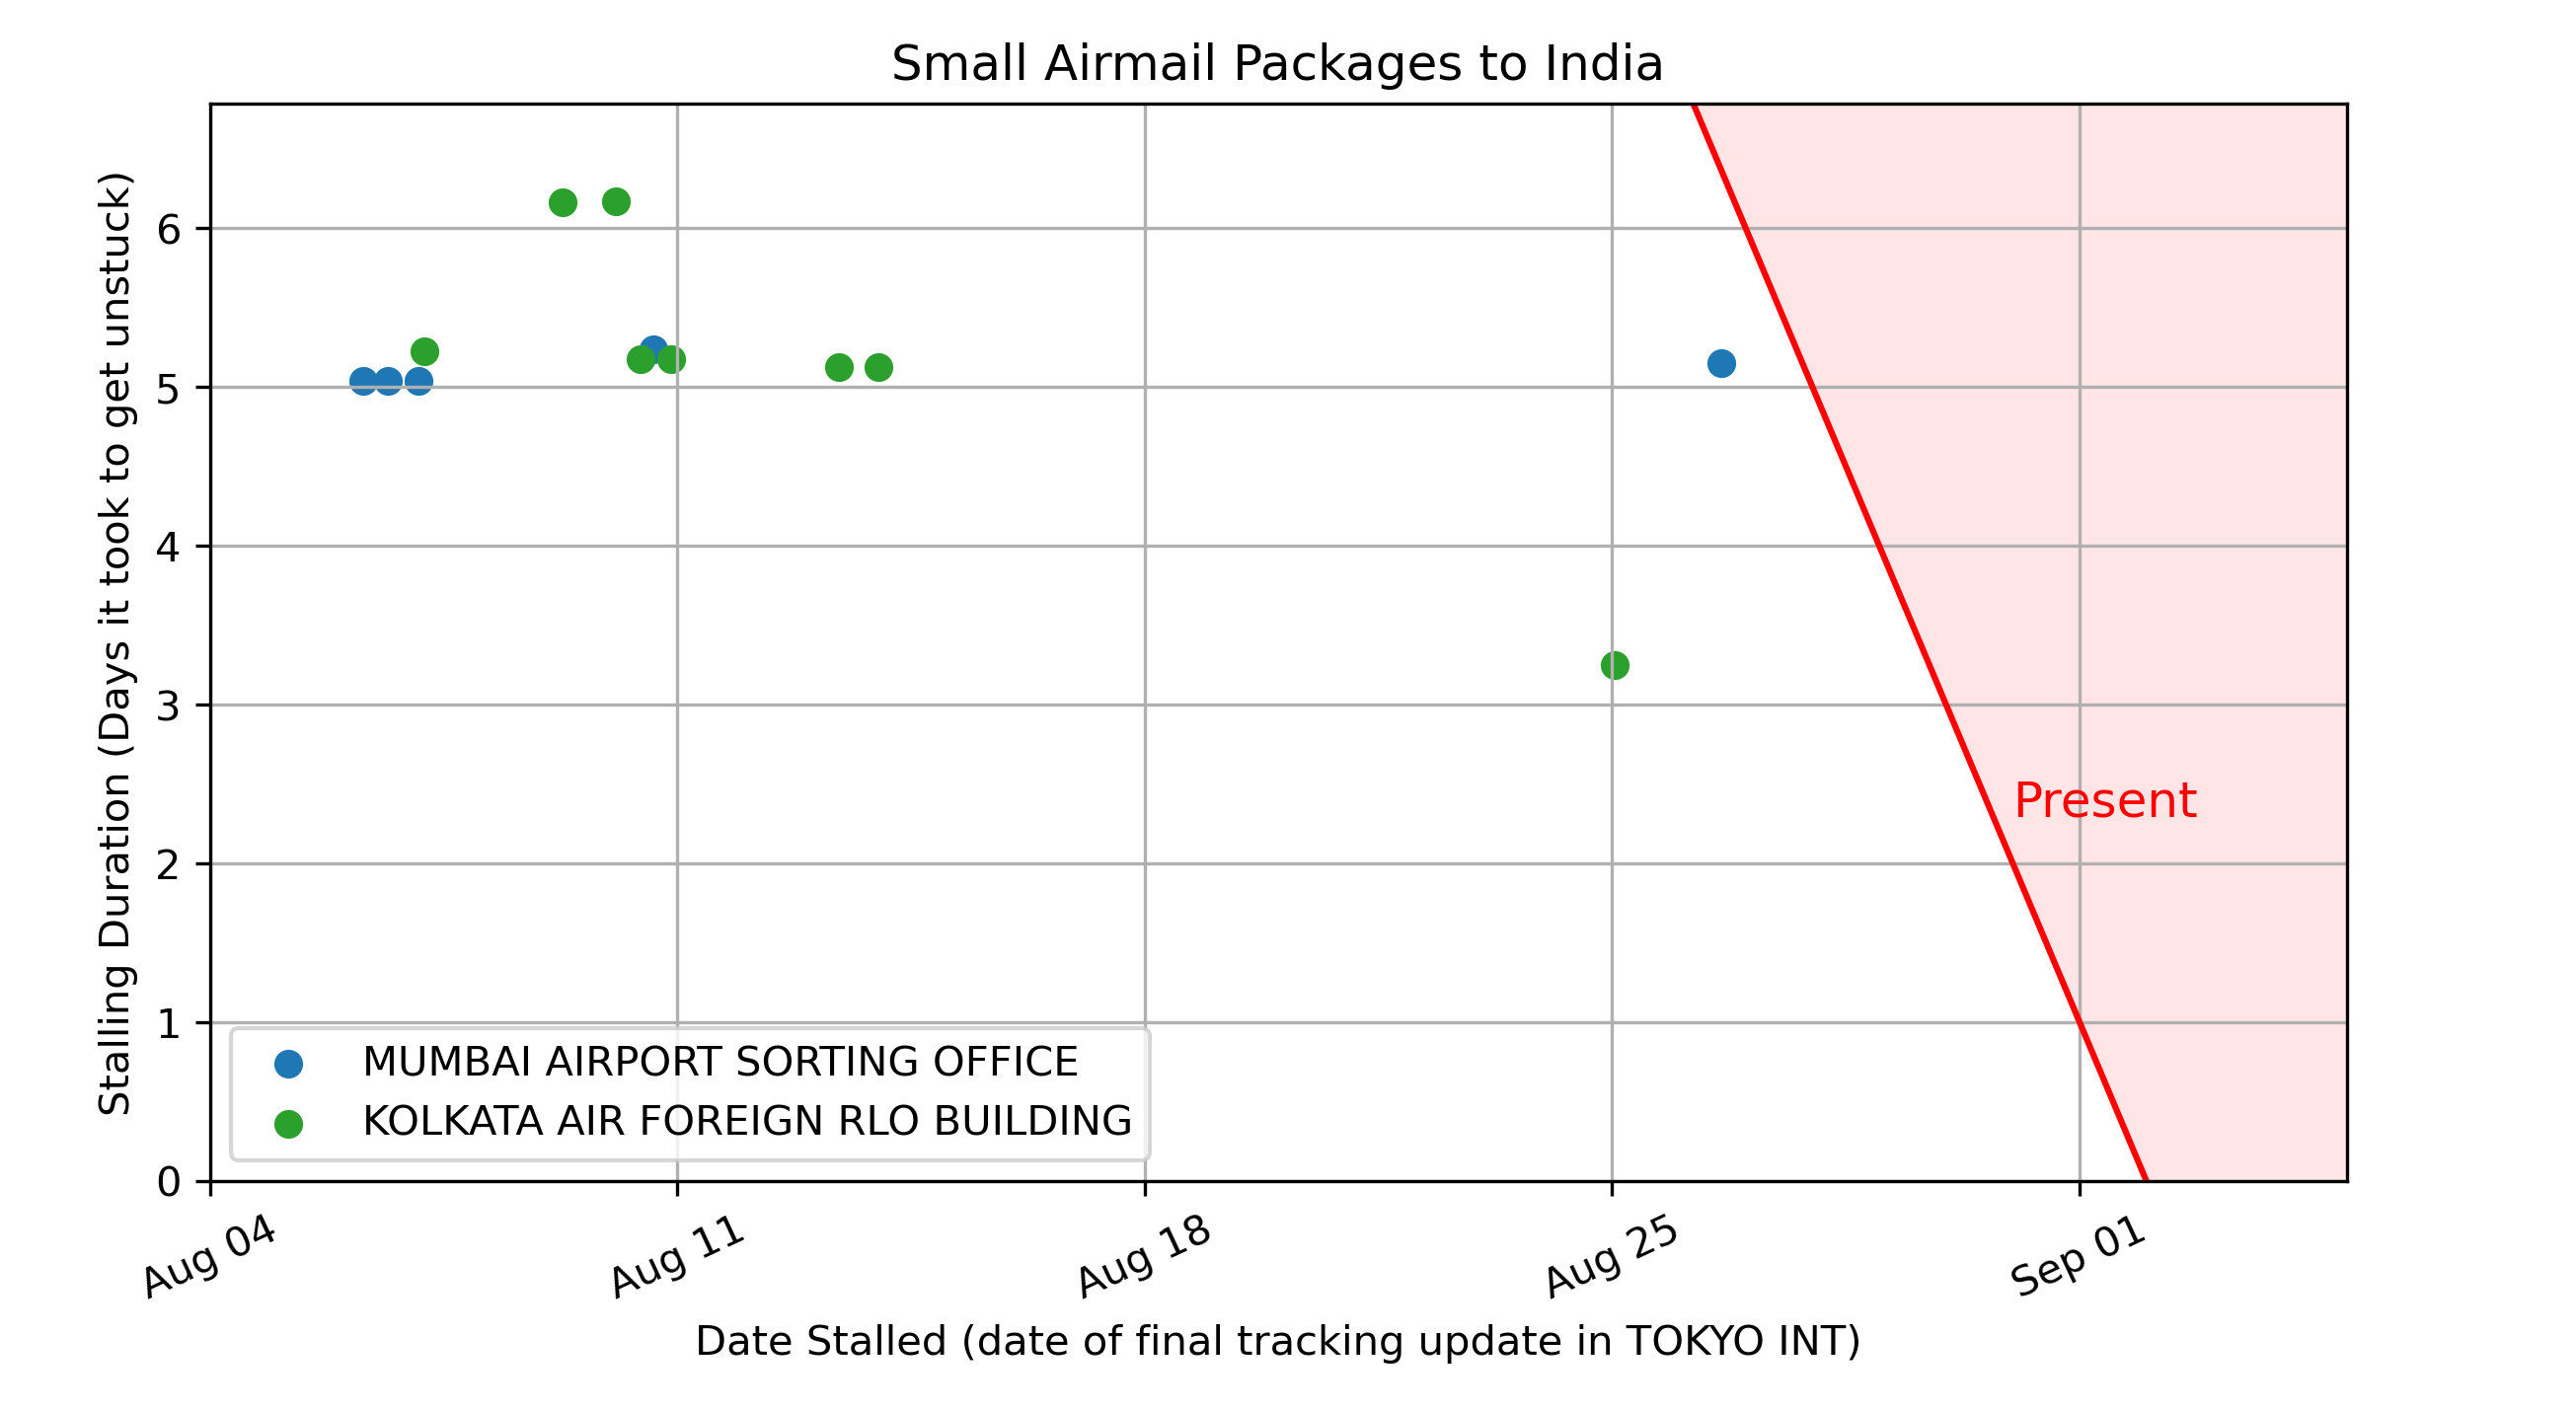 Small Airmail Packages to India
Stalling Duration (Days it took to get unstuck)
6
5
4
3
2
1
0
Present
MUMBAI AIRPORT SORTING OFFICE
KOLKATA AIR FOREIGN RLO BUILDING
Aug 04
Aug 11
Aug 18
Aug 25
Sep 01
Date Stalled (date of final tracking update in TOKYO INT)